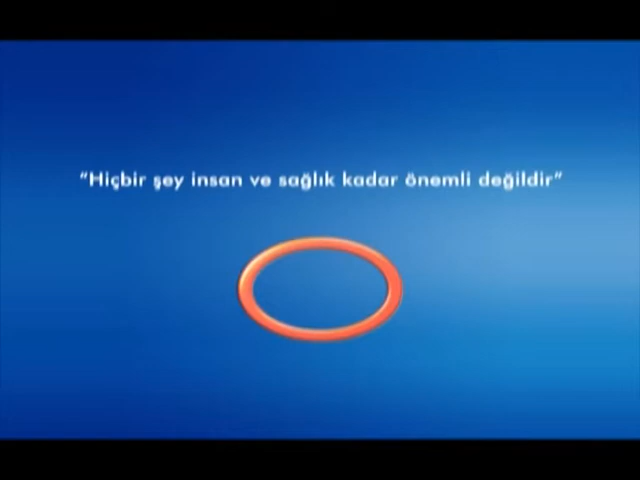 “Hiçbir şey insan ve sağlık kadar önemli değildir”